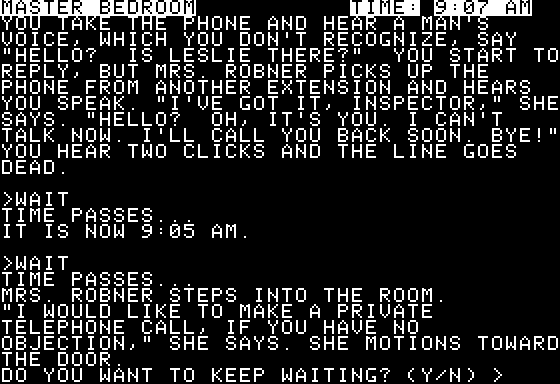 MASTER BEDROOM TIME: 9:07 AM
YOU TAKE THE PHONE AND HEAR A MAN'S
VOICE, WHICH YOU DON'T RECOGNIZE, SAY
"HELLO? IS LESLIE THERE?" YOU START TO
REPLY, BUT MRS. ROBNER PICKS UP THE
PHONE FROM ANOTHER EXTENSION AND HEARS
YOU SPEAK. "I'VE GOT IT, INSPECTOR," SHE
SAYS. "HELLO? OH, IT'S YOU. I CAN'T
TALK NOW. I'LL CALL YOU BACK SOON. BYE!"
YOU HEAR TWO CLICKS AND THE LINE GOES
DEAD.
>WAIT
TIME PASSES...
IT IS NOW 9:05 AM.
>WAIT
TIME PASSES...
MRS. ROBNER STEPS INTO THE ROOM.
"I WOULD LIKE TO MAKE A PRIVATE
TELEPHONE CALL, IF YOU HAVE NO
OBJECTION," SHE SAYS. SHE MOTIONS TOWARD
THE DOOR.
DO YOU WANT TO KEEP WAITING? (Y/N) >